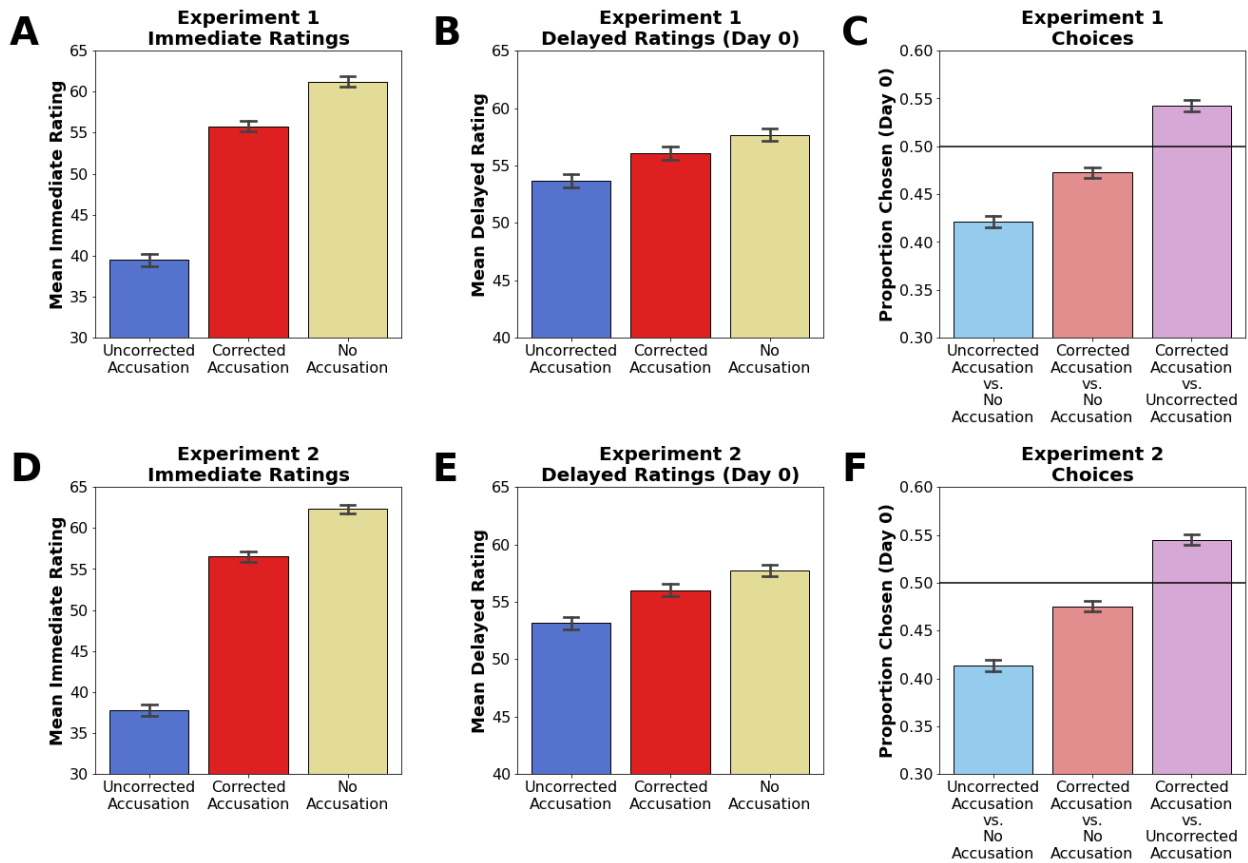 A
Experiment 1
Immediate Ratings
Mean Immediate Rating
65
60
55
50
45
40
35
30
Uncorrected
Accusation
Corrected
Accusation
No
Accusation
B
Experiment 1
Delayed Ratings (Day 0)
Mean Delayed Rating
65
60
55
50
45
40
Uncorrected
Accusation
Corrected
Accusation
No
Accusation
C
Experiment 1
Choices
Proportion Chosen (Day 0)
0.60
0.55
0.50
0.45
0.40
0.35
0.30
Uncorrected
Accusation
vs.
No
Accusation
Corrected
Accusation
vs.
No
Accusation
Corrected
Accusation
vs.
Uncorrected
Accusation
D
Experiment 2
Immediate Ratings
Mean Immediate Rating
65
60
55
50
45
40
35
30
Uncorrected
Accusation
Corrected
Accusation
No
Accusation
E
Experiment 2
Delayed Ratings (Day 0)
Mean Delayed Rating
65
60
55
50
45
40
Uncorrected
Accusation
Corrected
Accusation
No
Accusation
F
Experiment 2
Choices
Proportion Chosen (Day 0)
0.60
0.55
0.50
0.45
0.40
0.35
0.30
Uncorrected
Accusation
vs.
No
Accusation
Corrected
Accusation
vs.
No
Accusation
Corrected
Accusation
vs.
Uncorrected
Accusation